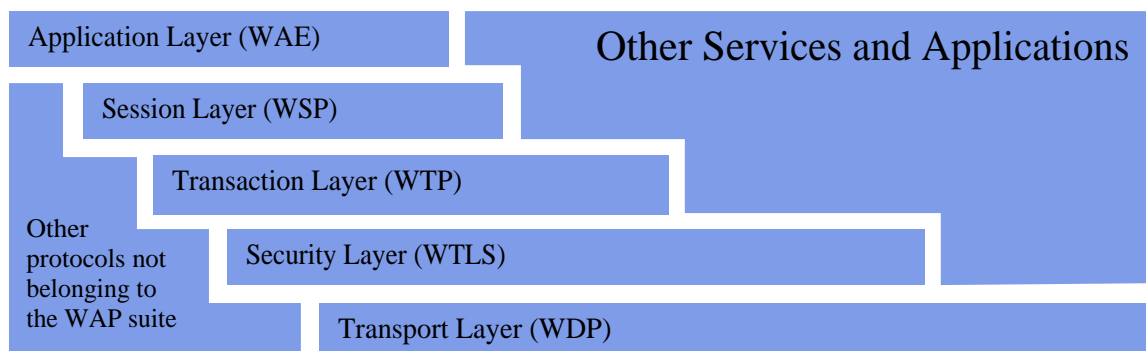 Application Layer (WAE)
Other Services and Applications
Session Layer (WSP)
Transaction Layer (WTP)
Other
protocols not
belonging to
the WAP suite
Security Layer (WTLS)
Transport Layer (WDP)